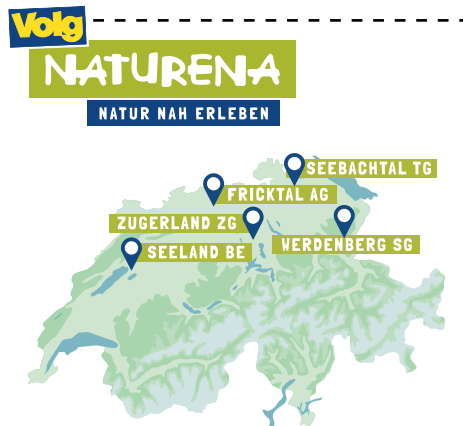 Volg
NATURENA
NATUR NAH ERLEBEN
SEEBACHTAL TG
FRICKTAL AG
ZUGERLAND ZG
WERDENBERG SG
SEELAND BE